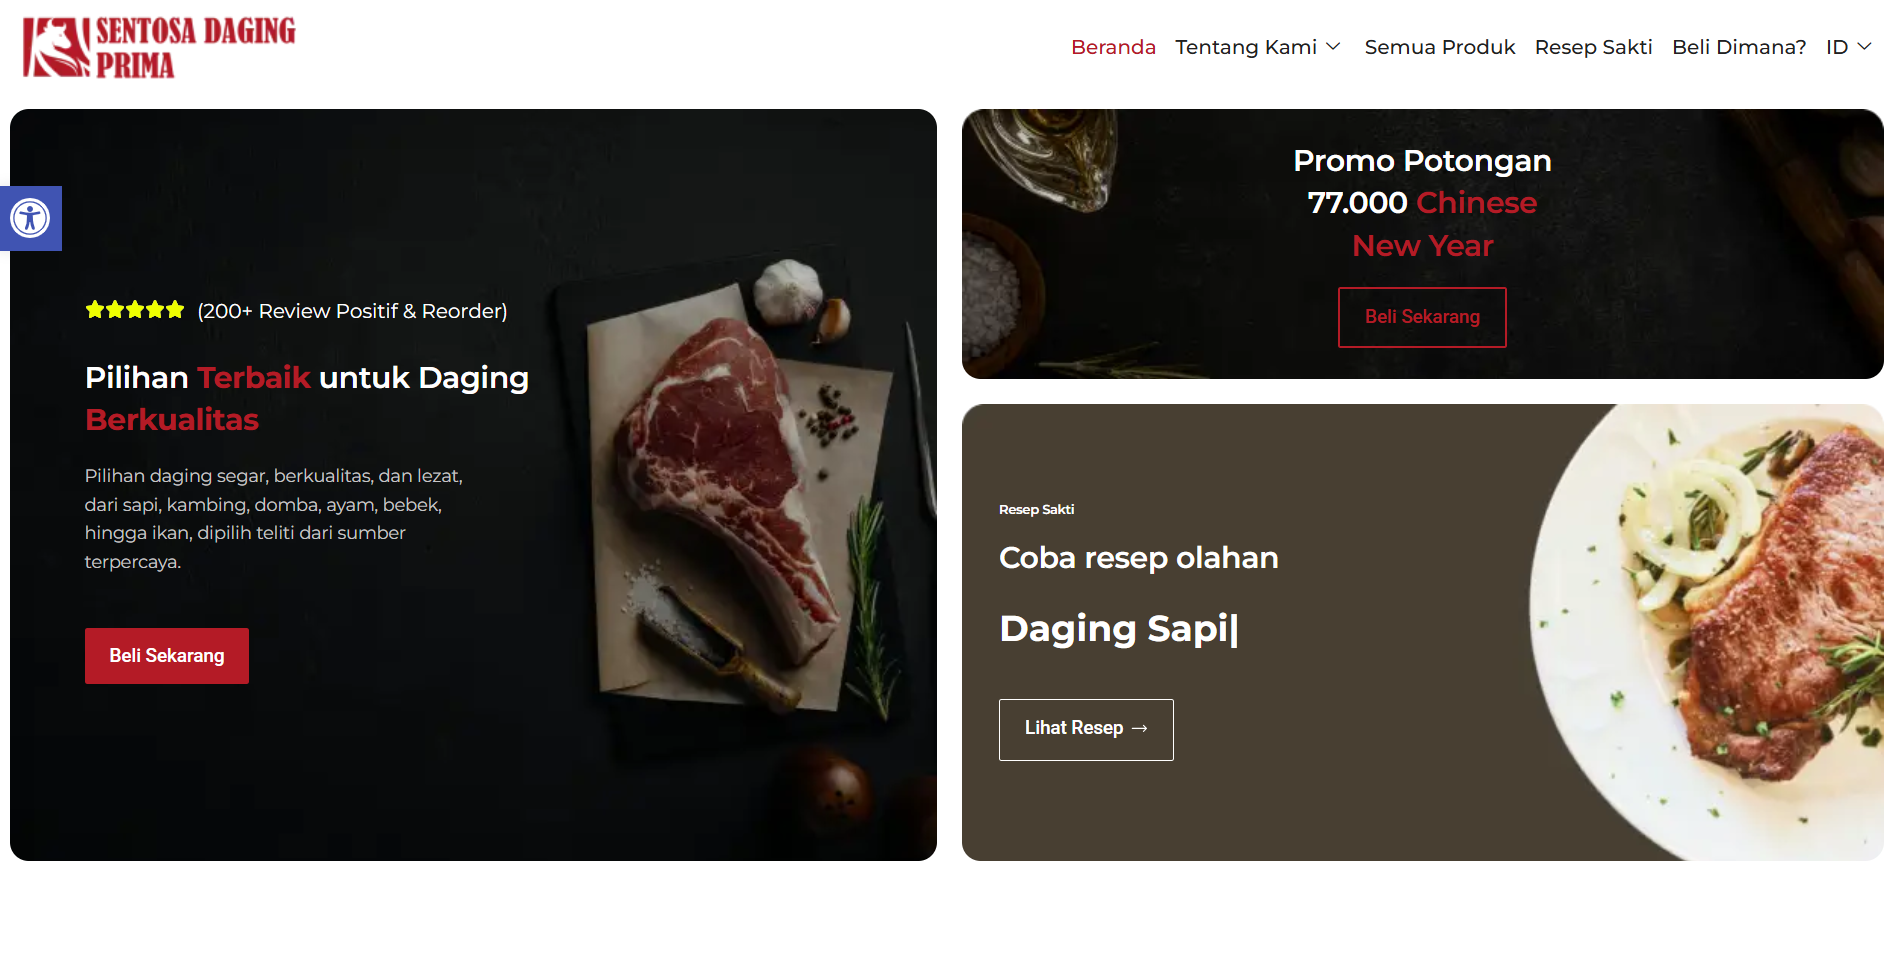 SENTOSA DAGING
PRIMA
Beranda Tentang Kami Semua Produk Resep Sakti Beli Dimana? ID
(200+ Review Positif & Reorder)
Pilihan Terbaik untuk Daging
Berkualitas
Pilihan daging segar, berkualitas, dan lezat,
dari sapi, kambing, domba, ayam, bebek,
hingga ikan, dipilih teliti dari sumber
terpercaya.
Beli Sekarang
Promo Potongan
77.000 Chinese
New Year
Beli Sekarang
Resep Sakti
Coba resep olahan
Daging Sapi|
Lihat Resep →